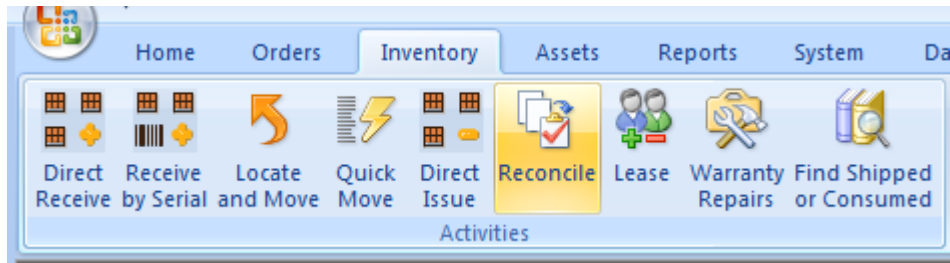 Home Orders Inventory Assets Reports System Da
Direct Receive Locate Quick Direct Reconcile Lease Warranty Find Shipped
Receive by Serial and Move Move Issue Repairs or Consumed
Activities